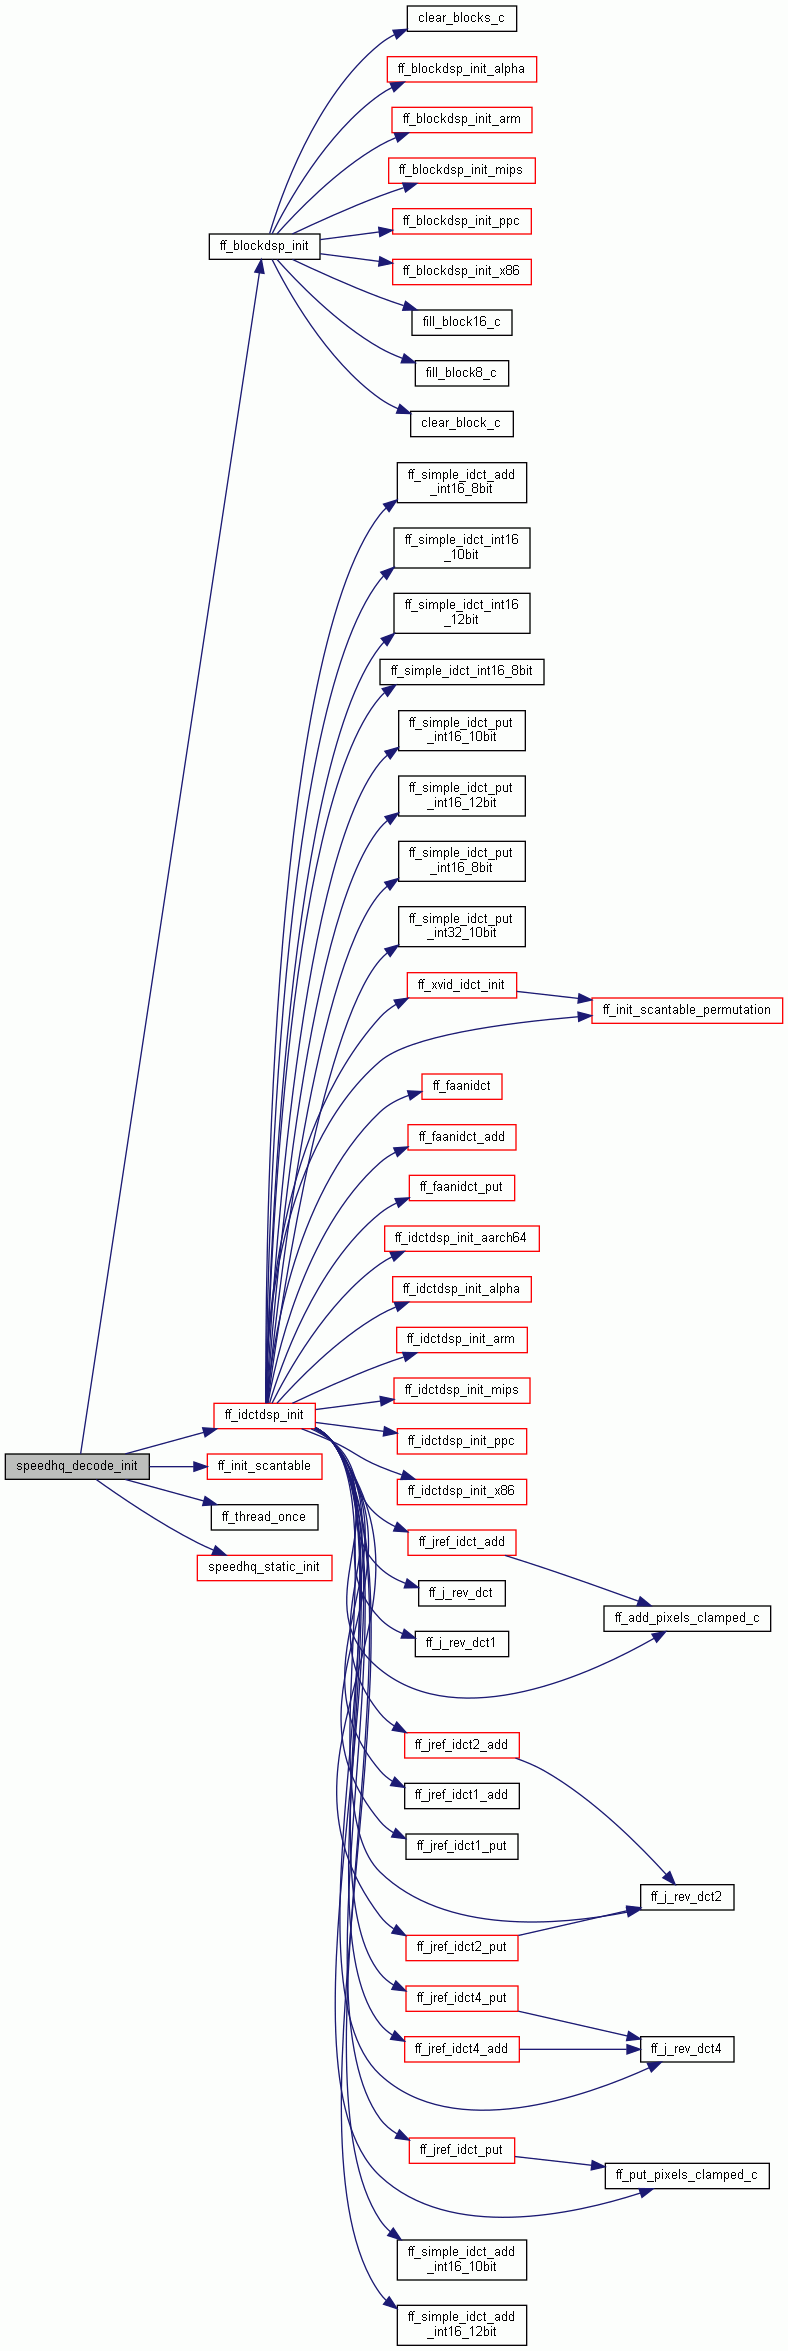 clear_blocks_c
ff_blockdsp_init_alpha
ff_blockdsp_init_arm
ff_blockdsp_init_mips
ff_blockdsp_init_ppc
ff_blockdsp_init
ff_blockdsp_init_x86
fill_block16_c
fill_block8_c
clear_block_c
ff_simple_idct_add
_int16_8bit
ff_simple_idct_int16
_10bit
ff_simple_idct_int16
_12bit
ff_simple_idct_int16_8bit
ff_simple_idct_put
_int16_10bit
ff_simple_idct_put
_int16_12bit
ff_simple_idct_put
_int16_8bit
ff_simple_idct_put
_int32_10bit
ff_xvid_idct_init
ff_init_scantable_permutation
ff_faanidct
ff_faanidct_add
ff_faanidct_put
ff_idctdsp_init_aarch64
ff_idctdsp_init_alpha
ff_idctdsp_init_arm
ff_idctdsp_init_mips
ff_idctdsp_init
ff_idctdsp_init_ppc
speedhq_decode_init
ff_init_scantable
ff_idctdsp_init_x86
ff_thread_once
ff_jref_idct_add
speedhq_static_init
ff_j_rev_dct
ff_add_pixels_clamped_c
ff_j_rev_dct1
ff_jref_idct2_add
ff_jref_idct1_add
ff_jref_idct1_put
ff_j_rev_dct2
ff_jref_idct2_put
ff_jref_idct4_put
ff_jref_idct4_add
ff_j_rev_dct4
ff_jref_idct_put
ff_put_pixels_clamped_c
ff_simple_idct_add
_int16_10bit
ff_simple_idct_add
_int16_12bit